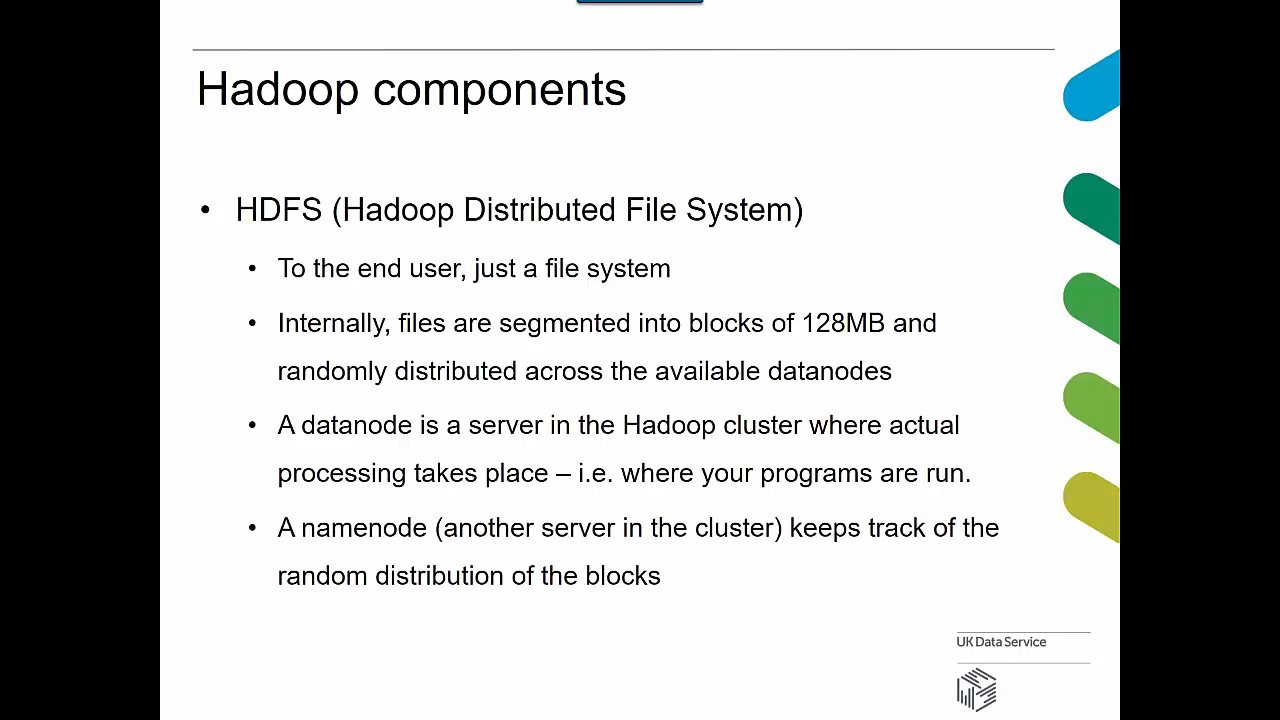 Hadoop components
• HDFS (Hadoop Distributed File System)
• To the end user, just a file system
• Internally, files are segmented into blocks of 128MB and
randomly distributed across the available datanodes
• A datanode is a server in the Hadoop cluster where actual
processing takes place – i.e. where your programs are run.
• A namenode (another server in the cluster) keeps track of the
random distribution of the blocks
UK Data Service